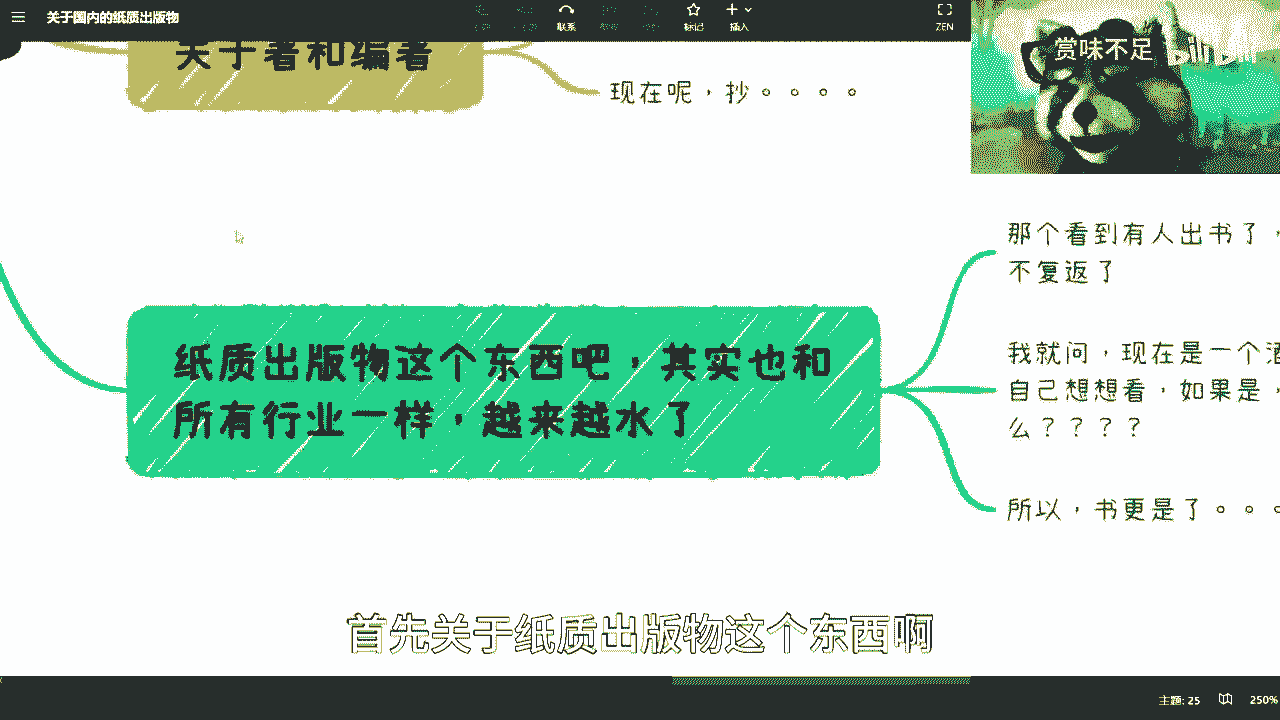 关于国内的纸质出版物
联系
标记
插入
ZEN
赏味不足
关于著和编著
现在呢，抄。。。。
那个看到有人出书了，
不复返了
纸质出版物这个东西吧，其实也和
所有行业一样，越来越水了
我就问，现在是一个
自己想想看，如果是，
么？？？？
所以，书更是了。。。
首先关于纸质出版物这个东西啊
主题: 25
250%